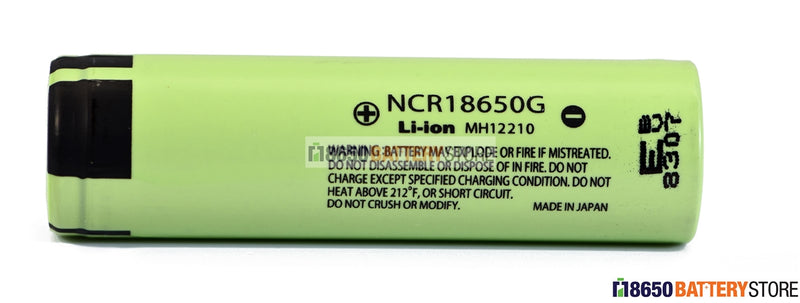 ⊕ NCR18650G ⊖
Li-ion MH12210
WARNING: BATTERY MAY EXPLODE OR FIRE IF MISTREATED.
DO NOT DISASSEMBLE OR DISPOSE OF IN FIRE. DO NOT
CHARGE EXCEPT SPECIFIED CHARGING CONDITION. DO NOT
HEAT ABOVE 212°F, OR SHORT CIRCUIT.
DO NOT CRUSH OR MODIFY.
MADE IN JAPAN
E
8307
18650BATTERYSTORE
18650BATTERYSTORE